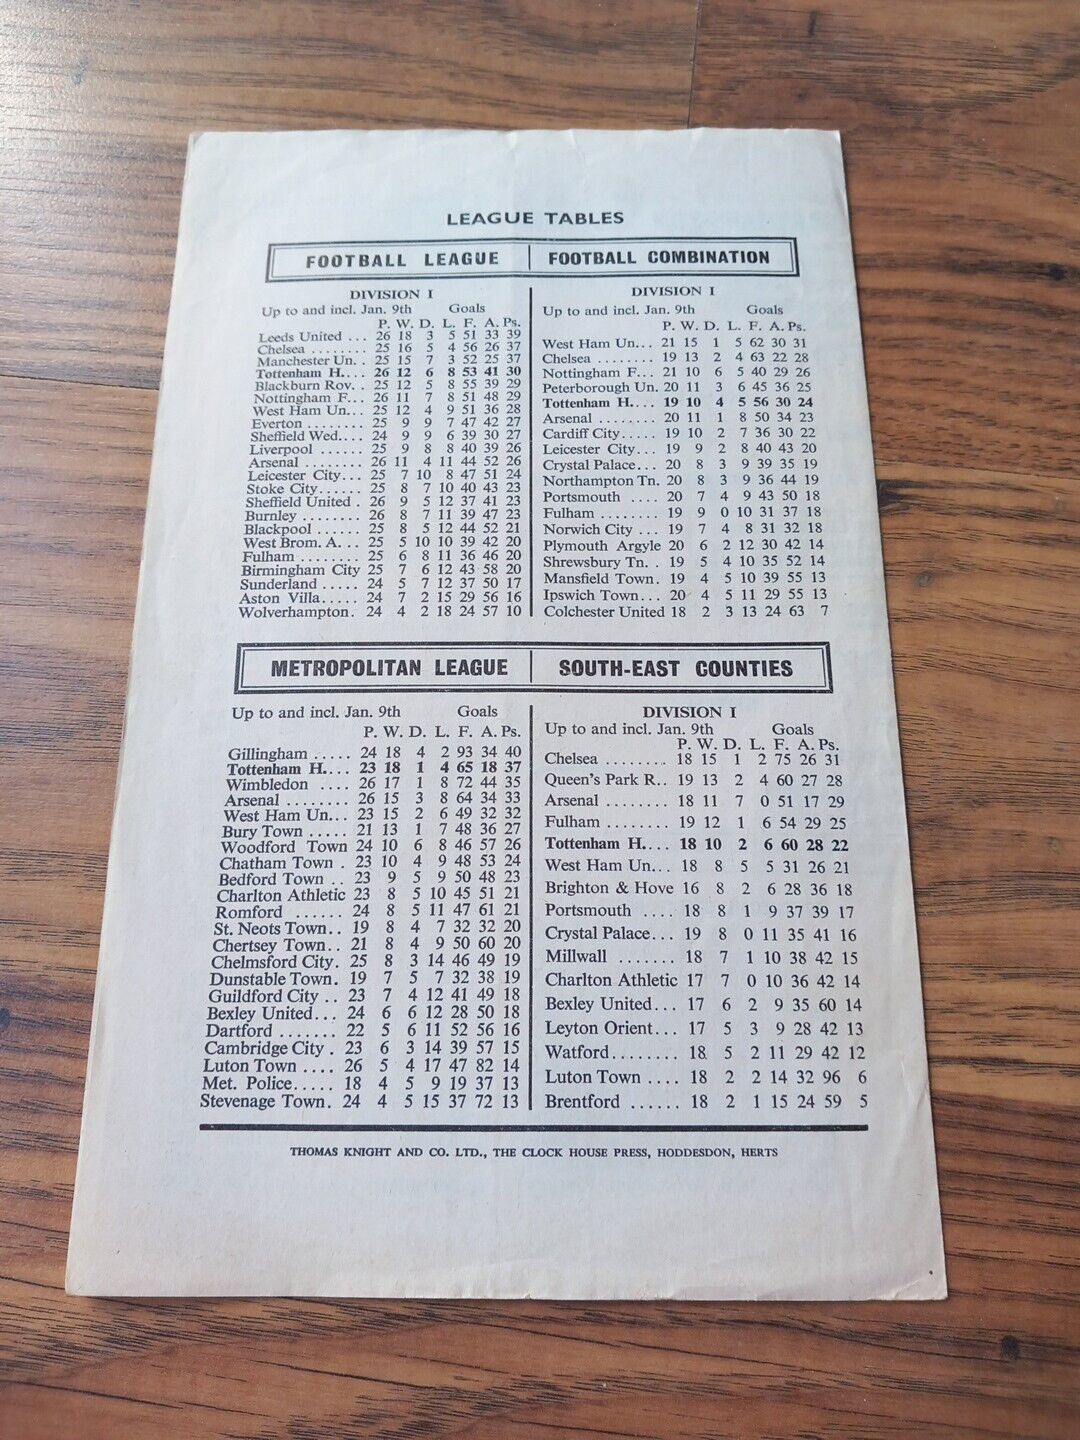 LEAGUE TABLES
FOOTBALL LEAGUE
DIVISION I
Up to and incl. Jan. 9th Goals
P. W. D. L. F. A. Ps.
Leeds United ... 26 18 3 5 51 33 39
Chelsea ........ 25 16 5 4 56 26 37
Manchester Un. . 25 15 7 3 52 25 37
Tottenham H.... 26 12 6 8 53 41 30
Blackburn Rov. . 25 12 5 8 55 39 29
Nottingham F... 26 11 7 8 51 48 29
West Ham Un... 25 12 4 9 51 36 28
Everton ........ 25 9 9 7 47 42 27
Sheffield Wed.... 24 9 9 6 39 30 27
Liverpool ...... 25 9 8 8 40 39 26
Arsenal ........ 26 11 4 11 44 52 26
Leicester City... 25 7 10 8 47 51 24
Stoke City...... 25 8 7 10 40 43 23
Sheffield United . 26 9 5 12 37 41 23
Burnley ........ 26 8 7 11 39 47 23
Blackpool ...... 25 8 5 12 44 52 21
West Brom. A. .. 25 5 10 10 39 42 20
Fulham ........ 25 6 8 11 36 46 20
Birmingham City 25 7 6 12 43 58 20
Sunderland ..... 24 5 7 12 37 50 17
Aston Villa..... 24 7 2 15 29 56 16
Wolverhampton. 24 4 2 18 24 57 10
FOOTBALL COMBINATION
DIVISION I
Up to and incl. Jan. 9th Goals
P. W. D. L. F. A. Ps.
West Ham Un... 21 15 1 5 62 30 31
Chelsea ........ 19 13 2 4 63 22 28
Nottingham F... 21 10 6 5 40 29 26
Peterborough Un. 20 11 3 6 45 36 25
Tottenham H.... 19 10 4 5 56 30 24
Arsenal ........ 20 11 1 8 50 34 23
Cardiff City..... 19 10 2 7 36 30 22
Leicester City... 19 9 2 8 40 43 20
Crystal Palace... 20 8 3 9 39 35 19
Northampton Tn. 20 8 3 9 36 44 19
Portsmouth .... 20 7 4 9 43 50 18
Fulham ........ 19 9 0 10 31 37 18
Norwich City ... 19 7 4 8 31 32 18
Plymouth Argyle 20 6 2 12 30 42 14
Shrewsbury Tn. . 19 5 4 10 35 52 14
Mansfield Town. 19 4 5 10 39 55 13
Ipswich Town... 20 4 5 11 29 55 13
Colchester United 18 2 3 13 24 63 7
METROPOLITAN LEAGUE
Up to and incl. Jan. 9th Goals
P. W. D. L. F. A. Ps.
Gillingham ..... 24 18 4 2 93 34 40
Tottenham H.... 23 18 1 4 65 18 37
Wimbledon .... 26 17 1 8 72 44 35
Arsenal ........ 26 15 3 8 64 34 33
West Ham Un... 23 15 2 6 49 32 32
Bury Town ..... 21 13 1 7 48 36 27
Woodford Town 24 10 6 8 46 57 26
Chatham Town . 23 10 4 9 48 53 24
Bedford Town .. 23 9 5 9 50 48 23
Charlton Athletic 23 8 5 10 45 51 21
Romford ...... 24 8 5 11 47 61 21
St. Neots Town.. 19 8 4 7 32 32 20
Chertsey Town.. 21 8 4 9 50 60 20
Chelmsford City. 25 8 3 14 46 49 19
Dunstable Town. 19 7 5 7 32 38 19
Guildford City .. 23 7 4 12 41 49 18
Bexley United... 24 6 6 12 28 50 18
Dartford ....... 22 5 6 11 52 56 16
Cambridge City . 23 6 3 14 39 57 15
Luton Town .... 26 5 4 17 47 82 14
Met. Police..... 18 4 5 9 19 37 13
Stevenage Town. 24 4 5 15 37 72 13
SOUTH-EAST COUNTIES
DIVISION I
Up to and incl. Jan. 9th Goals
P. W. D. L. F. A. Ps.
Chelsea ........ 18 15 1 2 75 26 31
Queen's Park R.. 19 13 2 4 60 27 28
Arsenal ........ 18 11 7 0 51 17 29
Fulham ........ 19 12 1 6 54 29 25
Tottenham H.... 18 10 2 6 60 28 22
West Ham Un... 18 8 5 5 31 26 21
Brighton & Hove 16 8 2 6 28 36 18
Portsmouth .... 18 8 1 9 37 39 17
Crystal Palace... 19 8 0 11 35 41 16
Millwall ....... 18 7 1 10 38 42 15
Charlton Athletic 17 7 0 10 36 42 14
Bexley United... 17 6 2 9 35 60 14
Leyton Orient... 17 5 3 9 28 42 13
Watford........ 18 5 2 11 29 42 12
Luton Town .... 18 2 2 14 32 96 6
Brentford ...... 18 2 1 15 24 59 5
THOMAS KNIGHT AND CO. LTD., THE CLOCK HOUSE PRESS, HODDESDON, HERTS